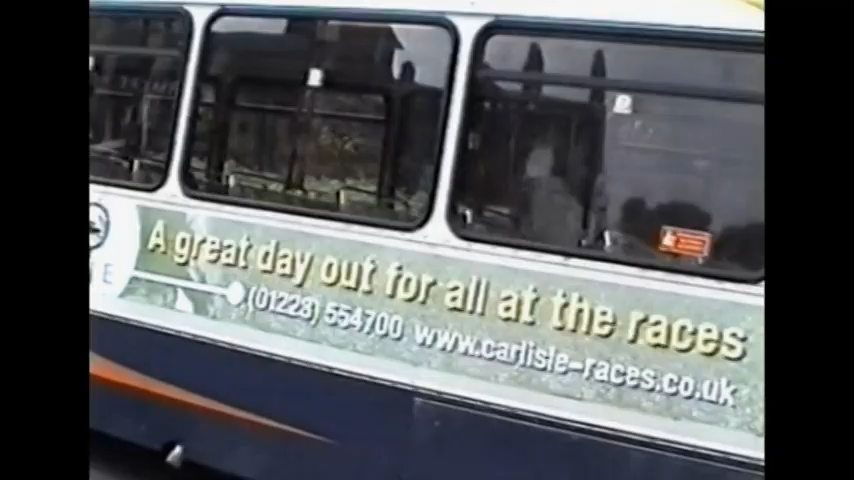 A great day out for all at the races
(01228) 554700 www.carlisle-races.co.uk